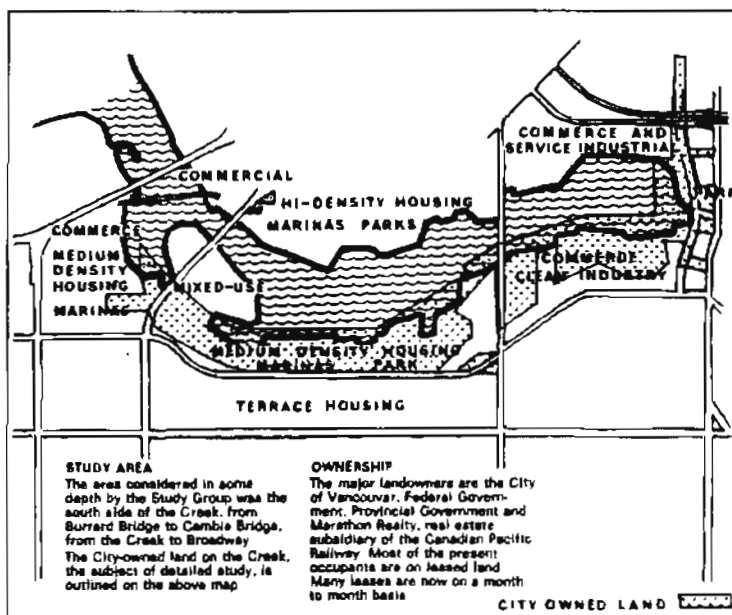 COMMERCE AND
SERVICE INDUSTRIA
COMMERCIAL
PARK
HI-DENSITY HOUSING
MARINAS PARKS
COMMERCE
MEDIUM
DENSITY
HOUSING
MARINAS
MIXED-USE
COMMERCE
CLEAN INDUSTRY
MEDIUM DENSITY HOUSING
MARINAS PARK
TERRACE HOUSING
STUDY AREA
The area considered in some
depth by the Study Group was the
south side of the Creek, from
Burrard Bridge to Cambie Bridge,
from the Creek to Broadway
The City-owned land on the Creek,
the subject of detailed study, is
outlined on the above map
OWNERSHIP
The major landowners are the City
of Vancouver, Federal Govern-
ment, Provincial Government and
Marathon Realty, real estate
subsidiary of the Canadian Pacific
Railway. Most of the present
occupants are on leased land
Many leases are now on a month
to month basis
CITY OWNED LAND